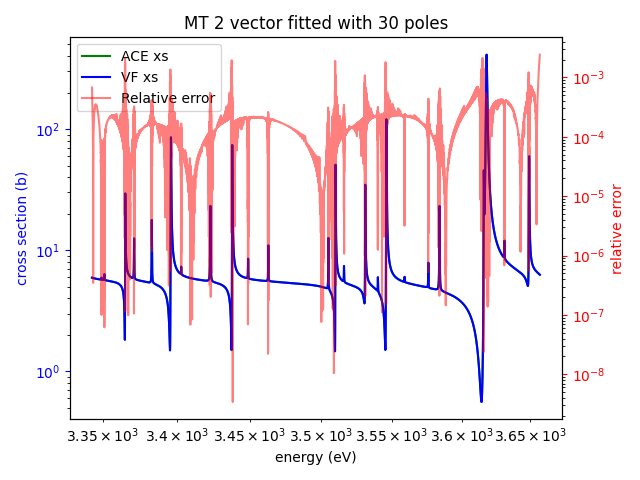 MT 2 vector fitted with 30 poles
ACE xs
VF xs
Relative error
cross section (b)
10²
10¹
10⁰
relative error
10⁻³
10⁻⁴
10⁻⁵
10⁻⁶
10⁻⁷
10⁻⁸
3.35 × 10³ 3.4 × 10³ 3.45 × 10³ 3.5 × 10³ 3.55 × 10³ 3.6 × 10³ 3.65 × 10³
energy (eV)